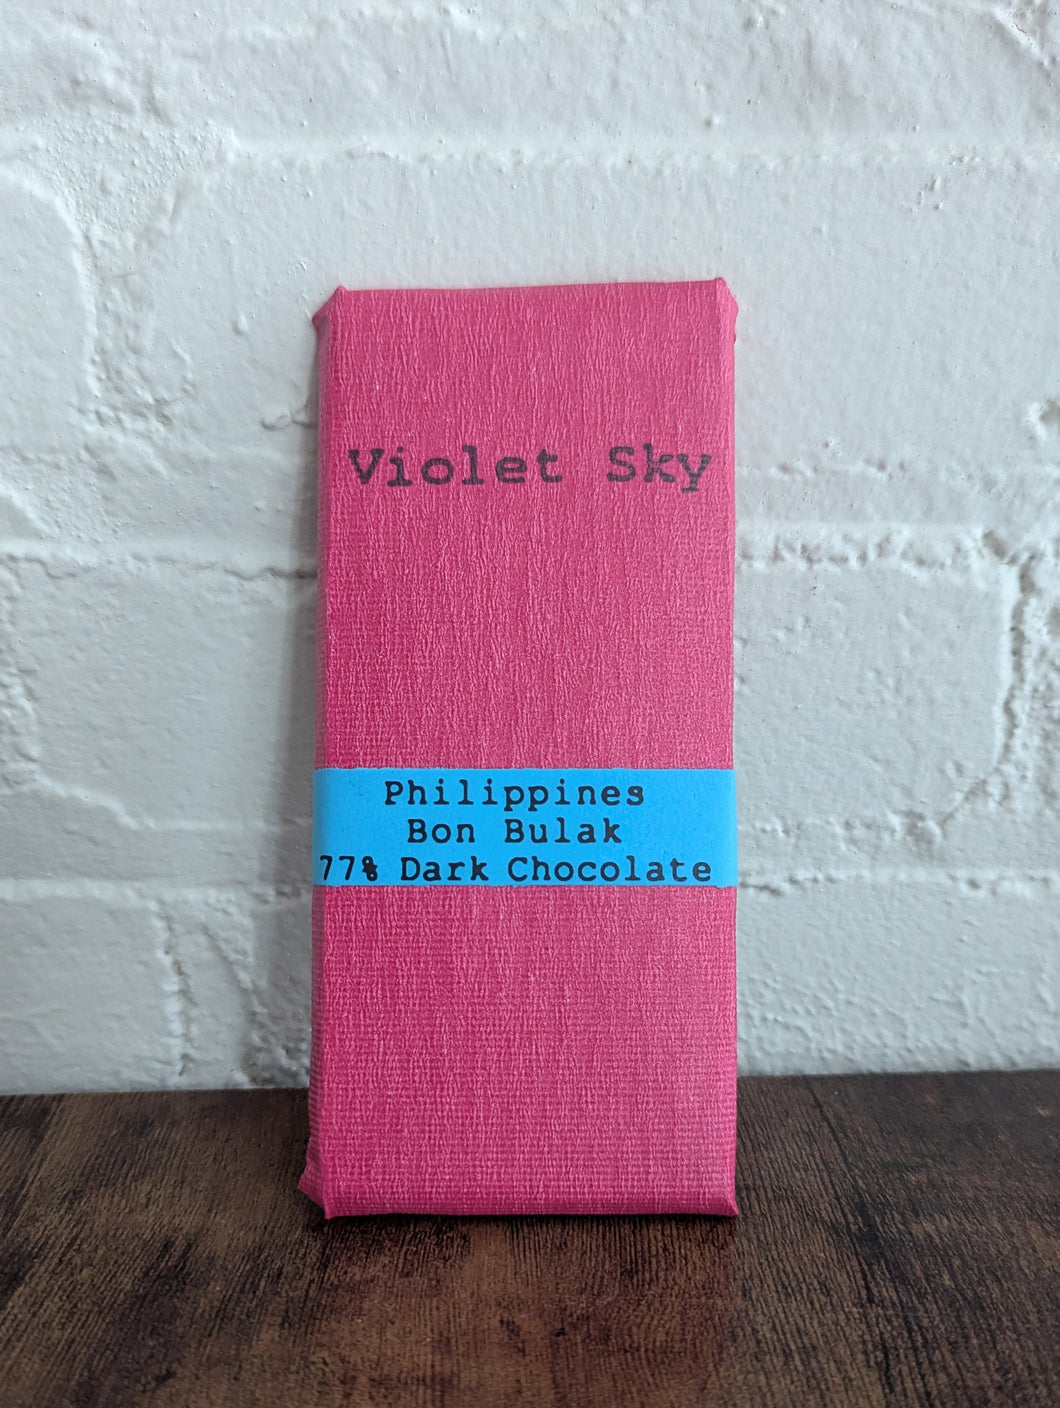 Violet Sky
Philippines
Bon Bulak
77% Dark Chocolate